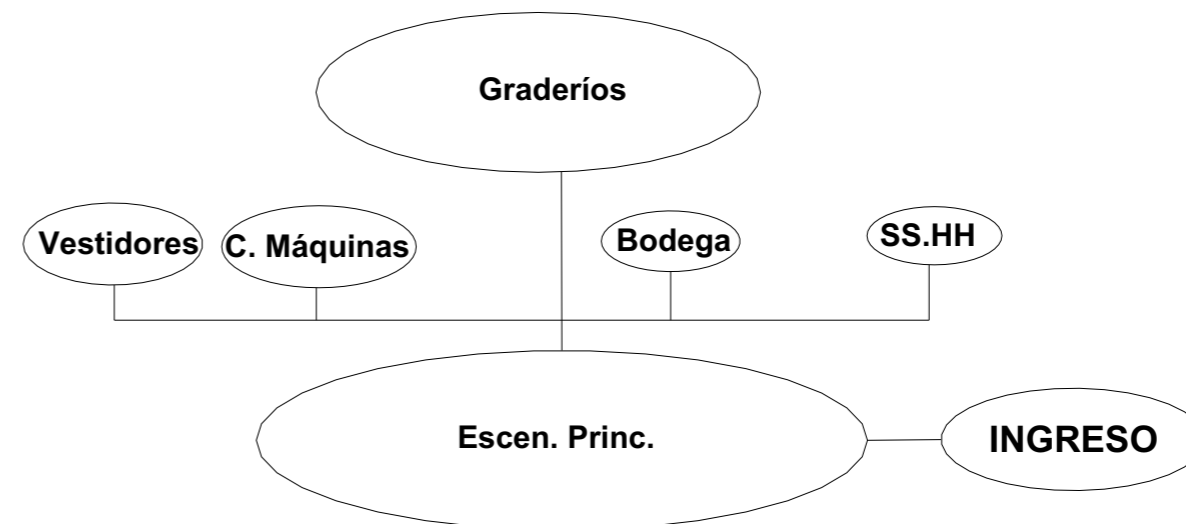 Graderíos
Vestidores
C. Máquinas
Bodega
SS.HH
Escen. Princ.
INGRESO